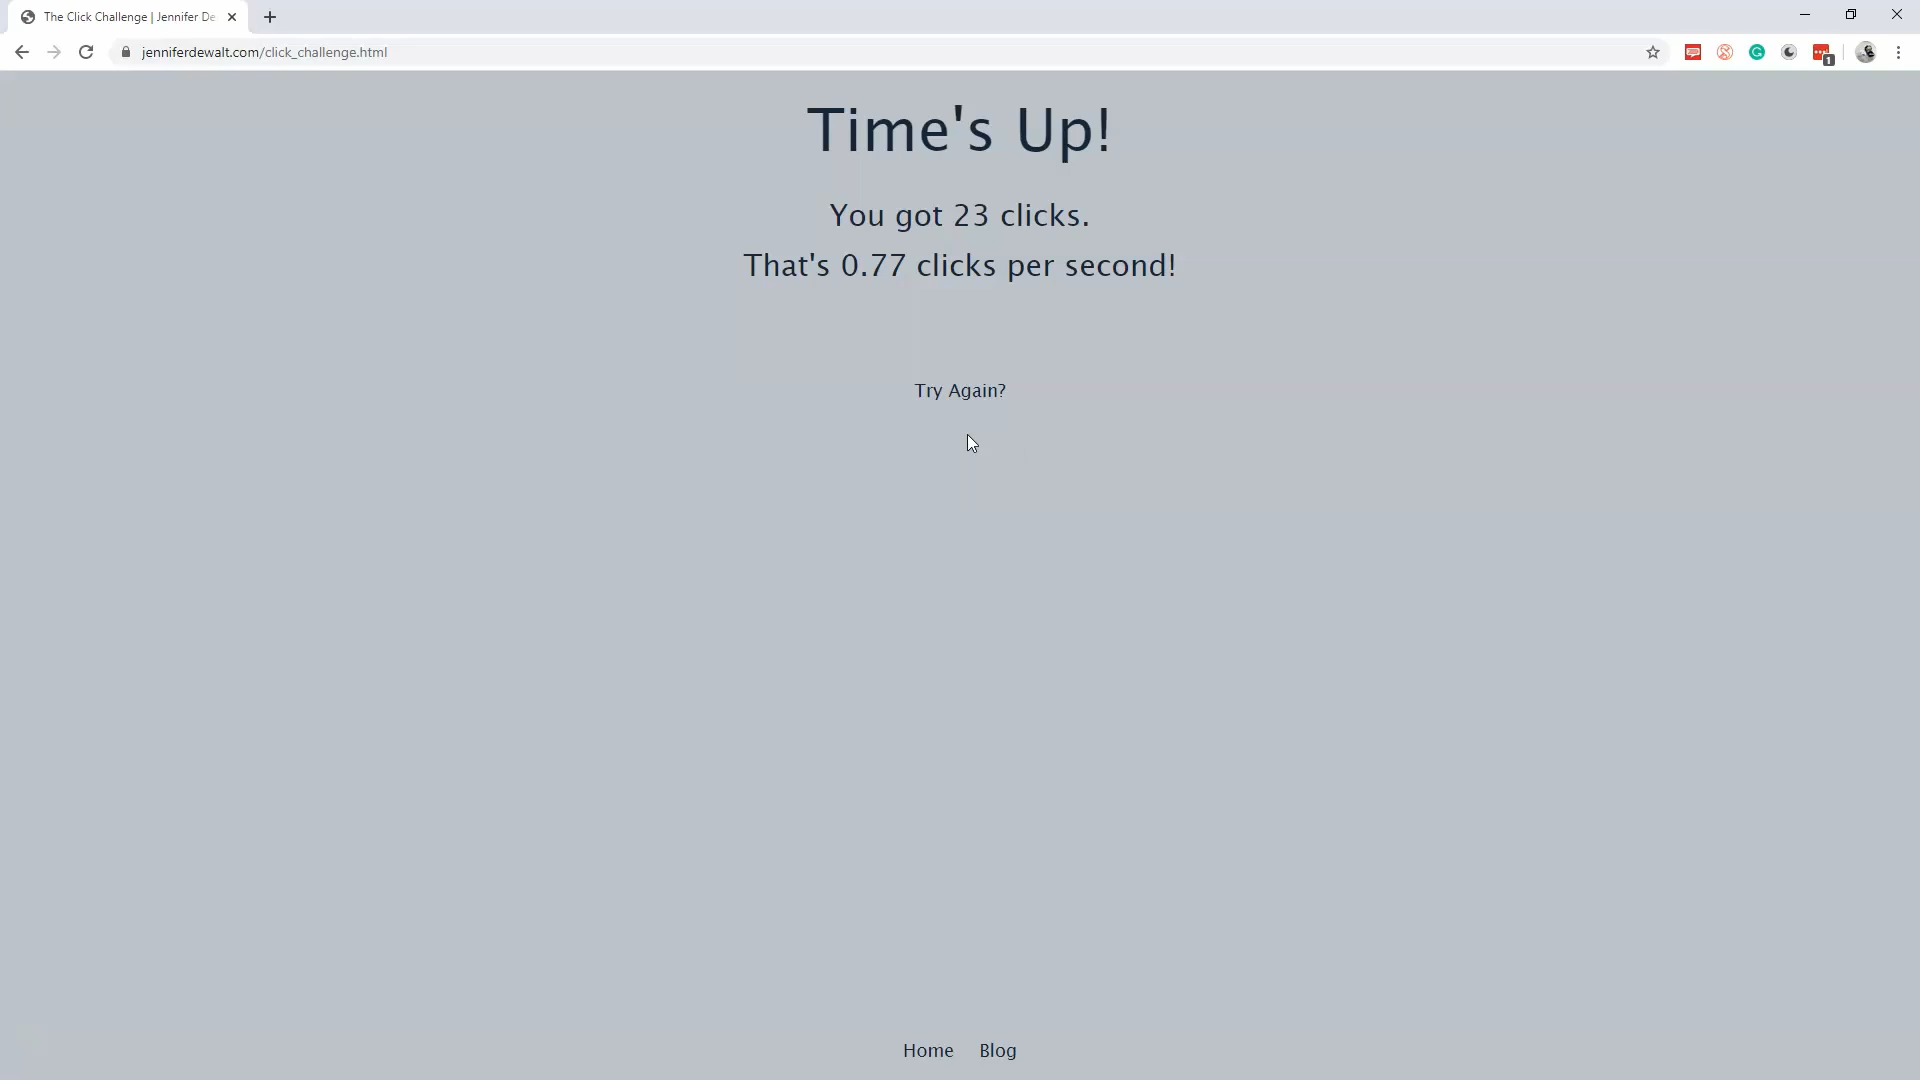 The Click Challenge | Jennifer De
jenniferdewalt.com/click_challenge.html
1
Time's Up!
You got 23 clicks.
That's 0.77 clicks per second!
Try Again?
Home Blog